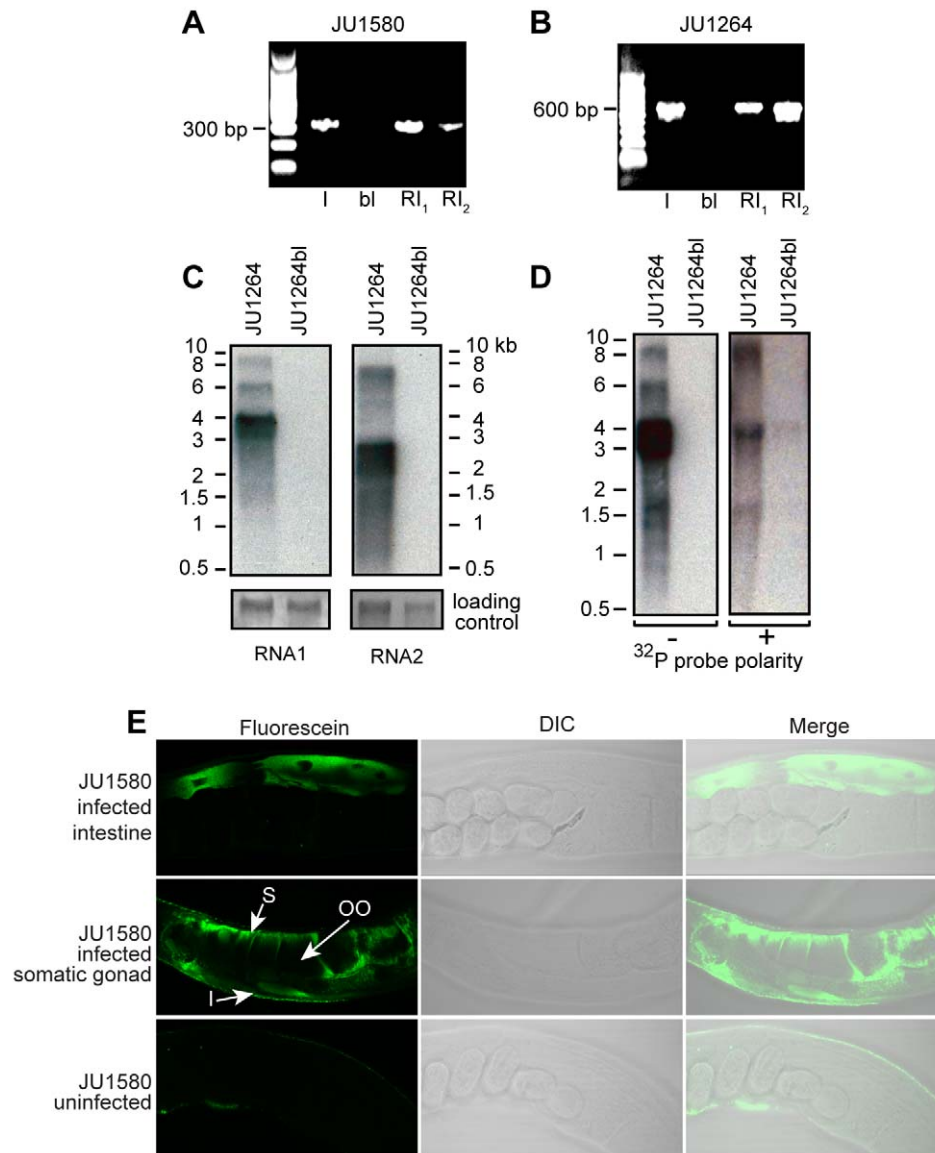 A
JU1580
300 bp
I bl RI1 RI2
B
JU1264
600 bp
I bl RI1 RI2
C
JU1264
JU1264bl
JU1264
JU1264bl
10
8
6
4
3
2
1.5
1
0.5
10 kb
8
6
4
3
2
1.5
1
0.5
loading
control
RNA1
RNA2
D
JU1264
JU1264bl
JU1264
JU1264bl
10
8
6
4
3
2
1.5
1
0.5
- +
32P probe polarity
E
Fluorescein DIC Merge
JU1580
infected
intestine
S
OO
I
JU1580
infected
somatic gonad
JU1580
uninfected